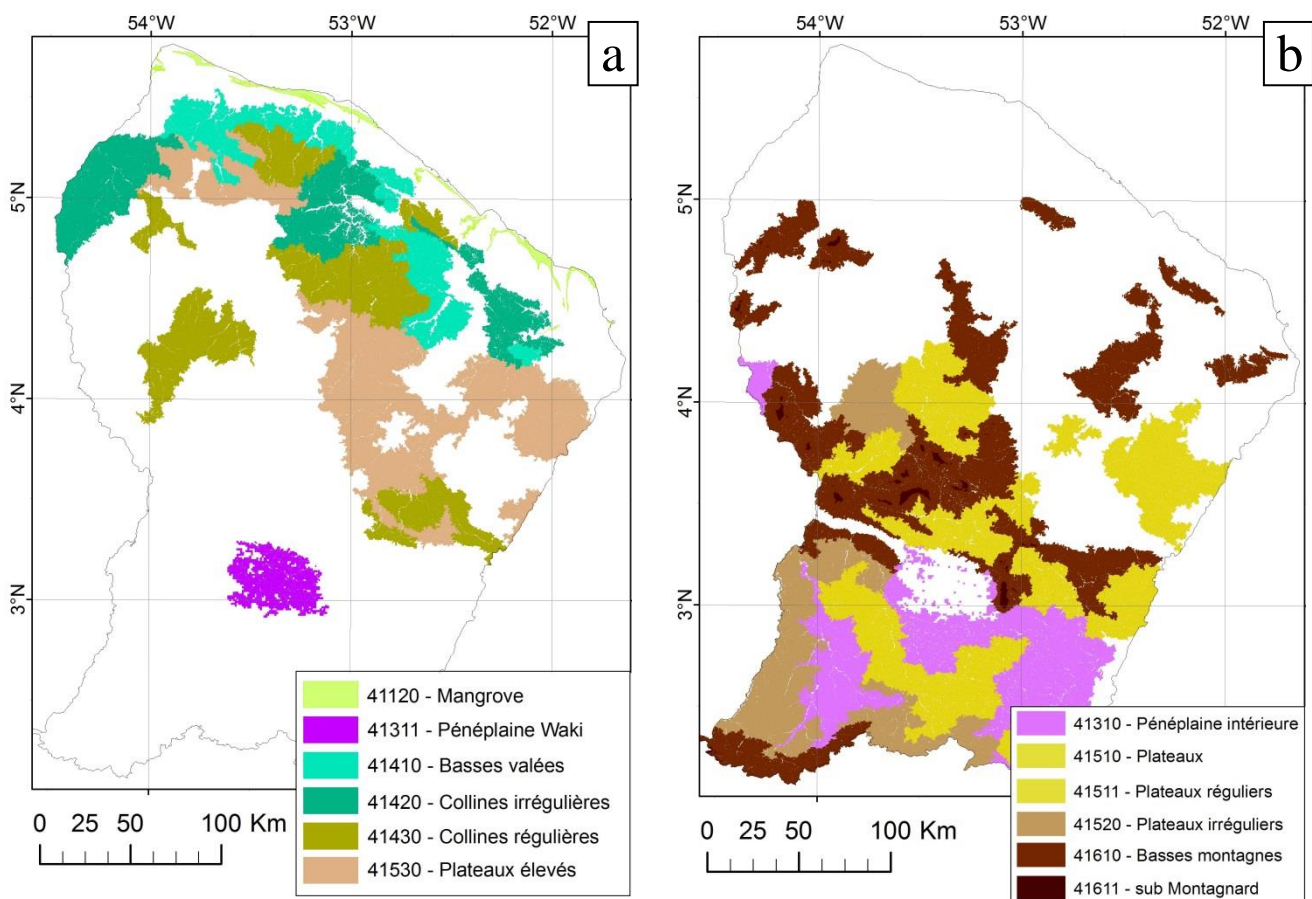 54°W 53°W 52°W
a
5°N
4°N
3°N
41120 - Mangrove
41311 - Pénéplaine Waki
41410 - Basses valées
41420 - Collines irrégulières
41430 - Collines régulières
41530 - Plateaux élevés
0 25 50 100 Km
54°W 53°W 52°W
b
5°N
4°N
3°N
41310 - Pénéplaine intérieure
41510 - Plateaux
41511 - Plateaux réguliers
41520 - Plateaux irréguliers
41610 - Basses montagnes
41611 - sub Montagnard
0 25 50 100 Km